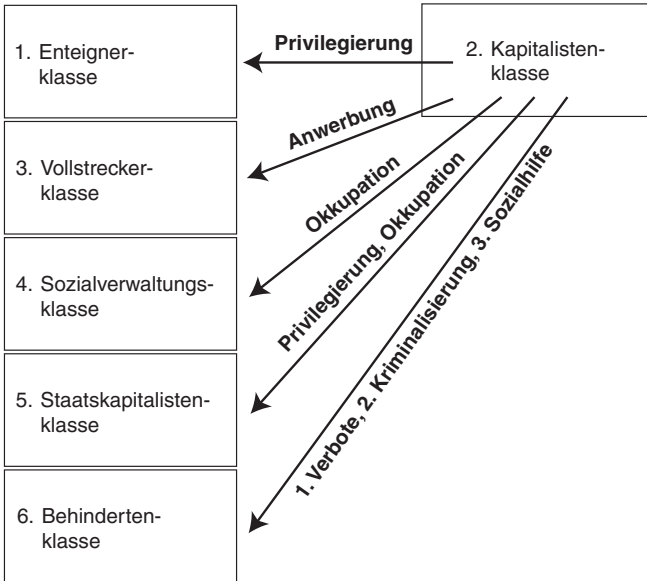 1. Enteigner-
klasse
Privilegierung
2. Kapitalisten-
klasse
Anwerbung
3. Vollstrecker-
klasse
Okkupation
4. Sozialverwaltungs-
klasse
Privilegierung, Okkupation
5. Staatskapitalisten-
klasse
1. Verbote, 2. Kriminalisierung, 3. Sozialhilfe
6. Behinderten-
klasse